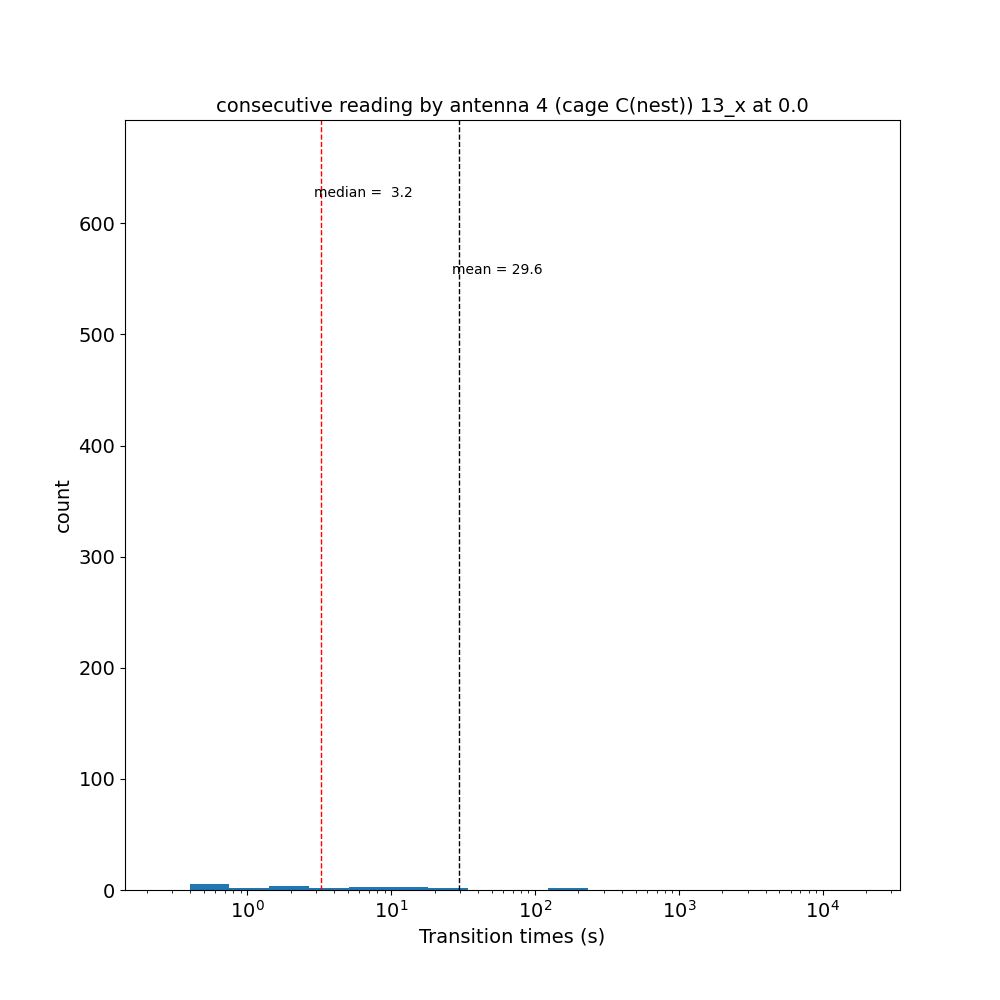 consecutive reading by antenna 4 (cage C(nest)) 13_x at 0.0
median =  3.2
mean = 29.6
600
500
400
300
200
100
0
count
10⁰ 10¹ 10² 10³ 10⁴
Transition times (s)